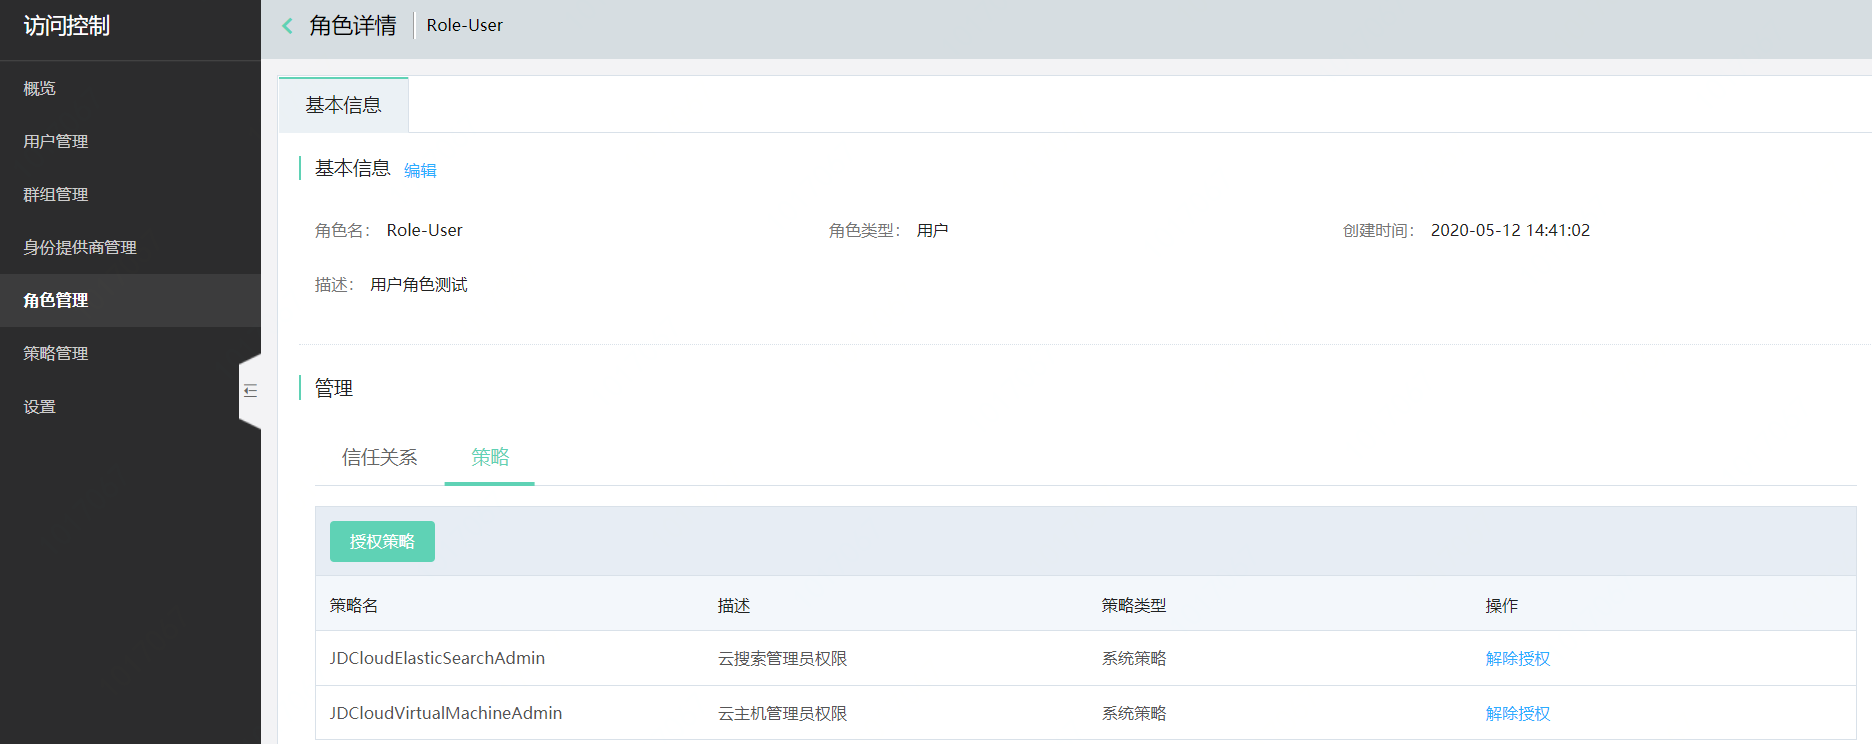 访问控制
概览
用户管理
群组管理
身份提供商管理
角色管理
策略管理
设置
角色详情 Role-User
基本信息
基本信息 编辑
角色名： Role-User 角色类型： 用户 创建时间： 2020-05-12 14:41:02
描述： 用户角色测试
管理
信任关系 策略
授权策略
策略名 描述 策略类型 操作
JDCloudElasticSearchAdmin 云搜索管理员权限 系统策略 解除授权
JDCloudVirtualMachineAdmin 云主机管理员权限 系统策略 解除授权